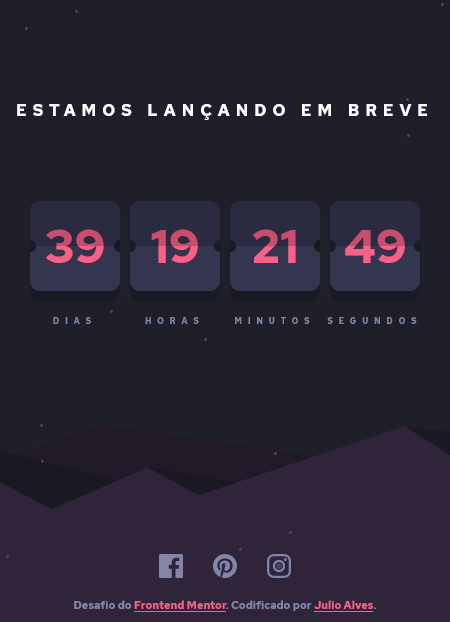 ESTAMOS LANÇANDO EM BREVE
39 19 21 49
DIAS HORAS MINUTOS SEGUNDOS
Desafio do Frontend Mentor. Codificado por Julio Alves.